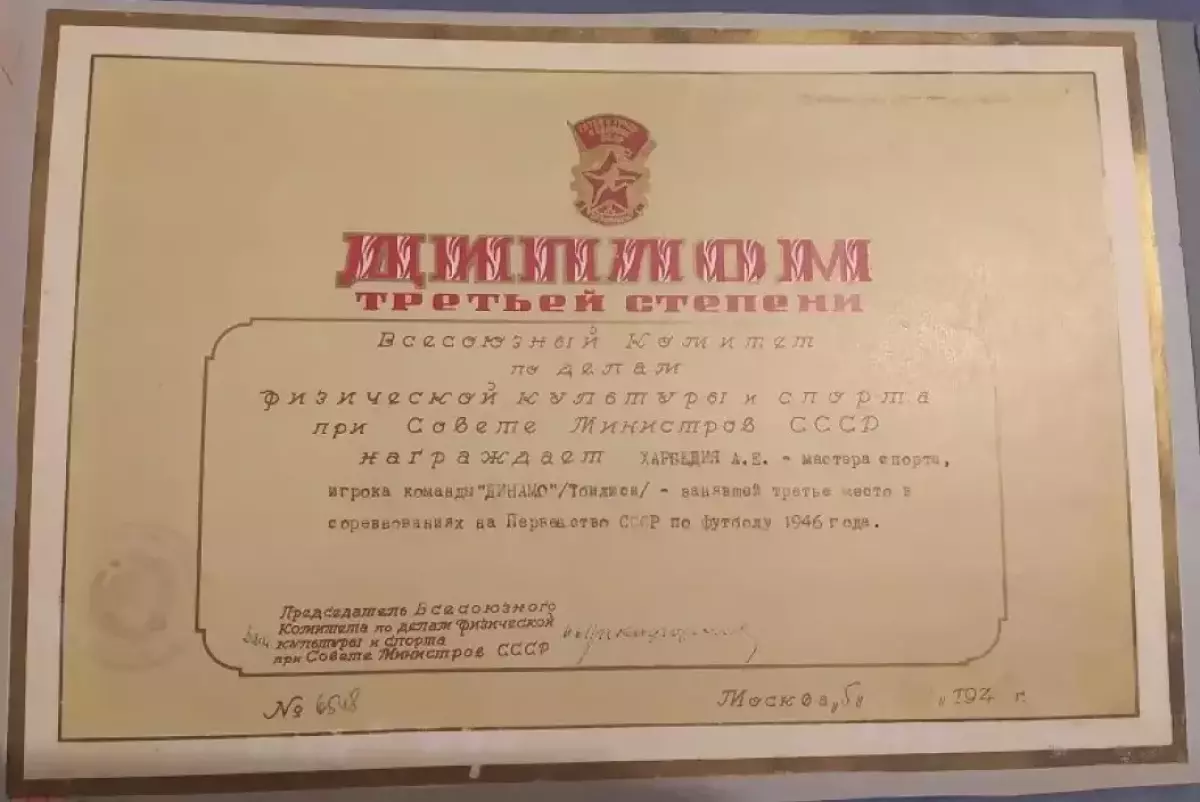 ДИПЛОМ
ТРЕТЬЕЙ СТЕПЕНИ
Всесоюзный Комитет
по делам
физической культуры и спорта
при Совете Министров СССР
награждает ХАРБЕДИЯ А.Е. - мастера спорта,
игрока команды "ДИНАМО"/Тбилиси/ - занявшей третье место в
соревнованиях на Первенство СССР по футболу 1946 года.
Председатель Всесоюзного
Комитета по делам физической
культуры и спорта
при Совете Министров СССР
№ 6548
Москва, „5“ „ 194 г.